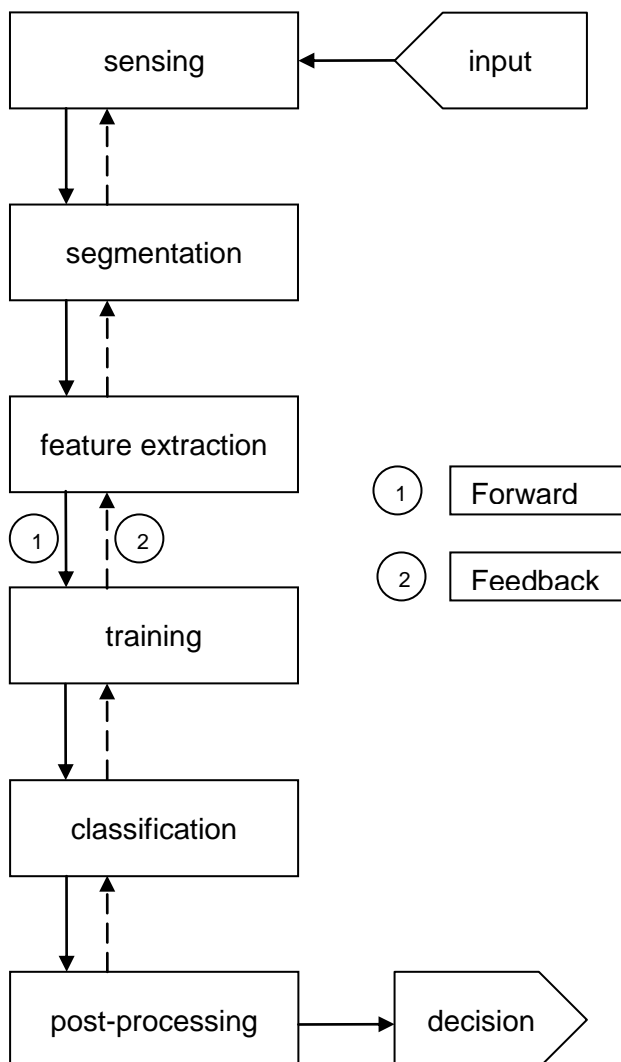 sensing
input
segmentation
feature extraction
1
2
1
Forward
2
Feedback
training
classification
post-processing
decision